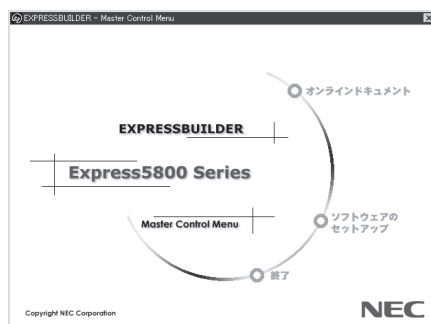 EXPRESSBUILDER - Master Control Menu
オンラインドキュメント
EXPRESSBUILDER
Express5800 Series
Master Control Menu
ソフトウェアの
セットアップ
終了
Copyright NEC Corporation
NEC